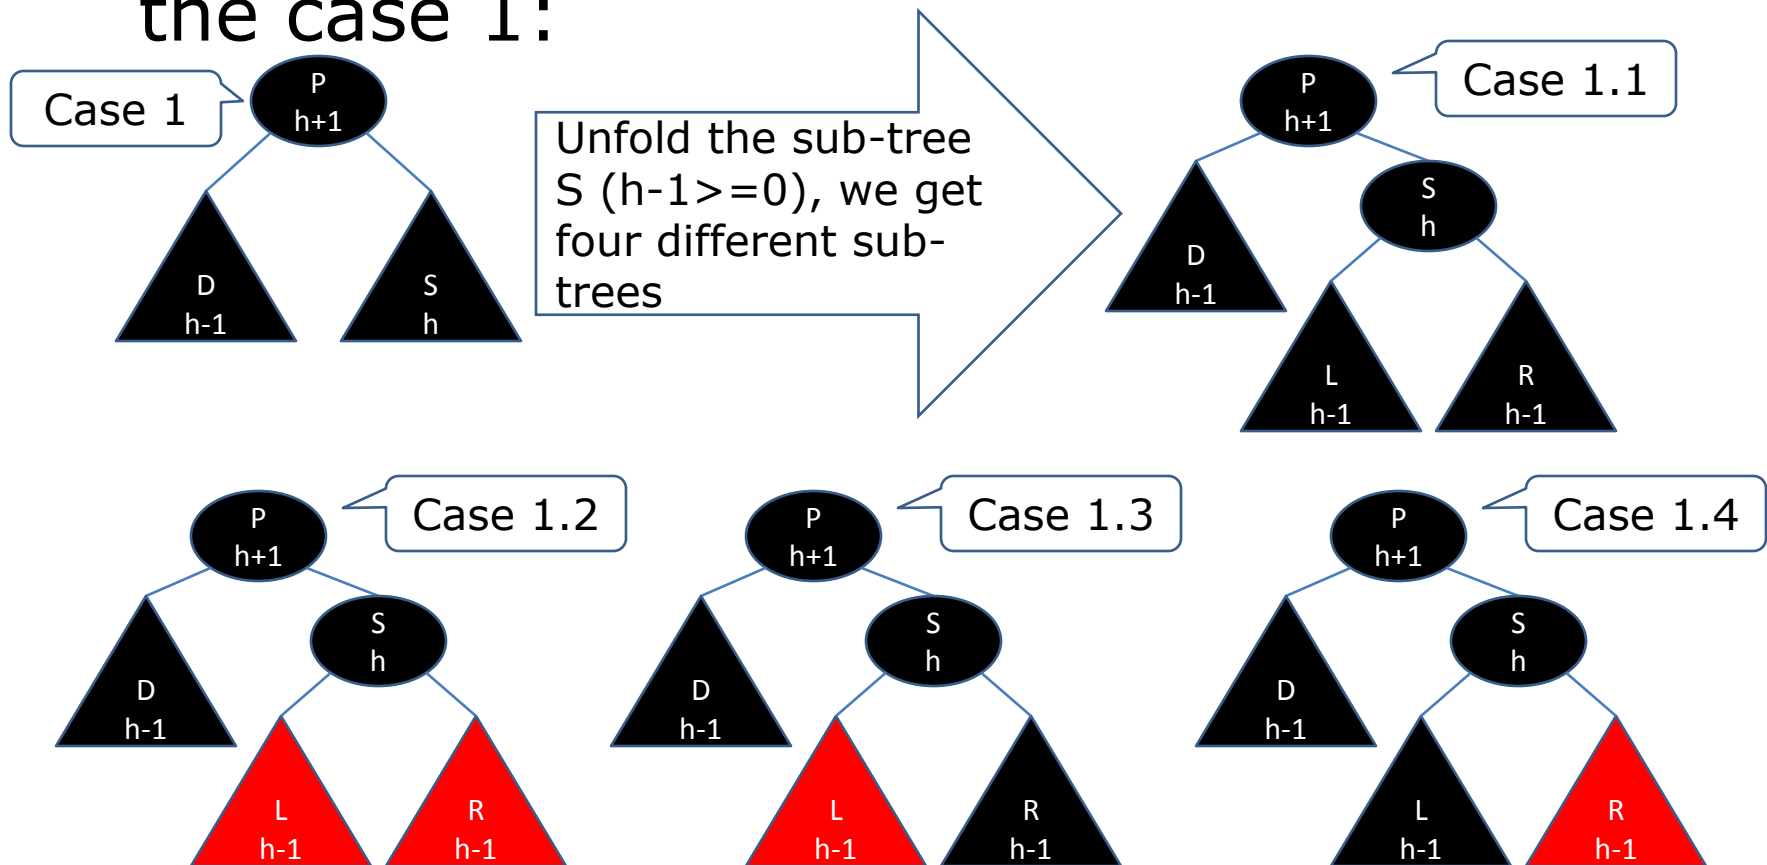 the case 1:
Case 1
P
h+1
D
h-1
S
h
Unfold the sub-tree
S (h-1>=0), we get
four different sub-
trees
Case 1.1
P
h+1
D
h-1
S
h
L
h-1
R
h-1
Case 1.2
P
h+1
D
h-1
S
h
L
h-1
R
h-1
Case 1.3
P
h+1
D
h-1
S
h
L
h-1
R
h-1
Case 1.4
P
h+1
D
h-1
S
h
L
h-1
R
h-1